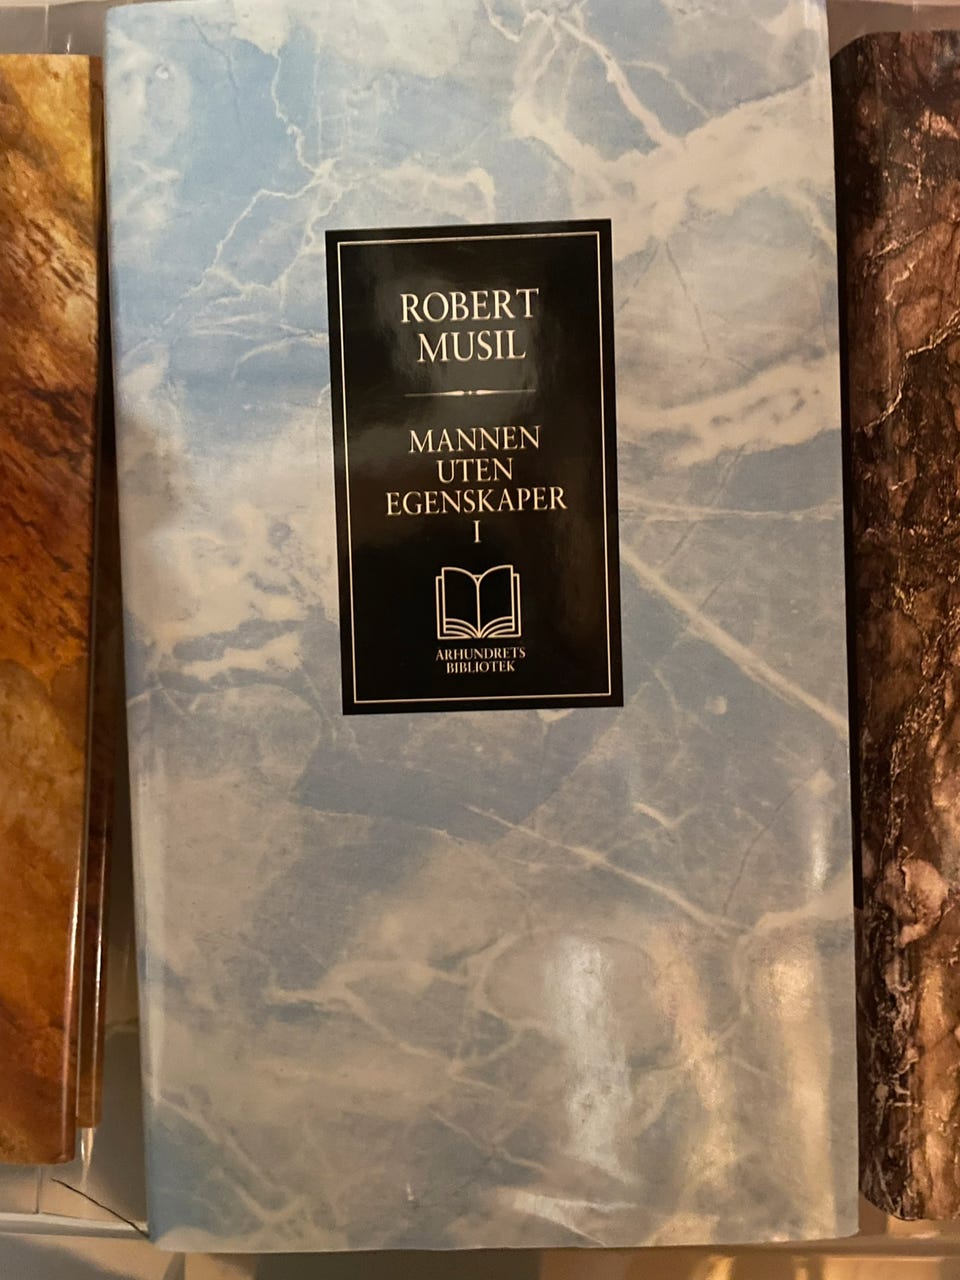 ROBERT
MUSIL
MANNEN
UTEN
EGENSKAPER
I
ÅRHUNDRETS
BIBLIOTEK